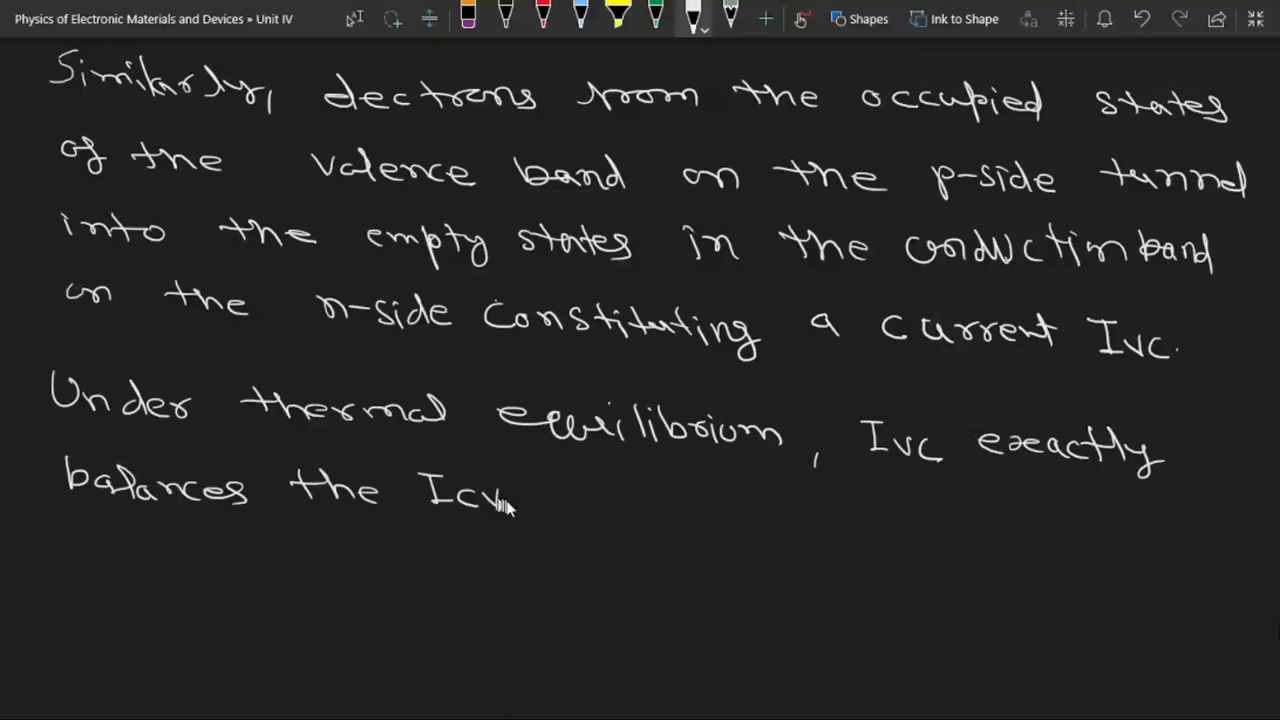 Physics of Electronic Materials and Devices » Unit IV
Shapes
Ink to Shape
Similarly, electrons from the occupied states
of the valence band on the p-side tunnel
into the empty states in the conduction band
on the n-side constituting a current Ivc.
Under thermal equilibrium, Ivc exactly
balances the Icv